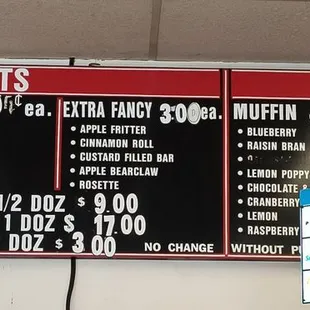 TS
ea.
1/2 DOZ $ 9.00
1 DOZ $ 17.00
DOZ $ 3.00
EXTRA FANCY 3.00 ea.
• APPLE FRITTER
• CINNAMON ROLL
• CUSTARD FILLED BAR
• APPLE BEARCLAW
• ROSETTE
NO CHANGE
MUFFIN
• BLUEBERRY
• RAISIN BRAN
• LEMON POPPY
• CHOCOLATE
• CRANBERRY
• LEMON
• RASPBERRY
WITHOUT